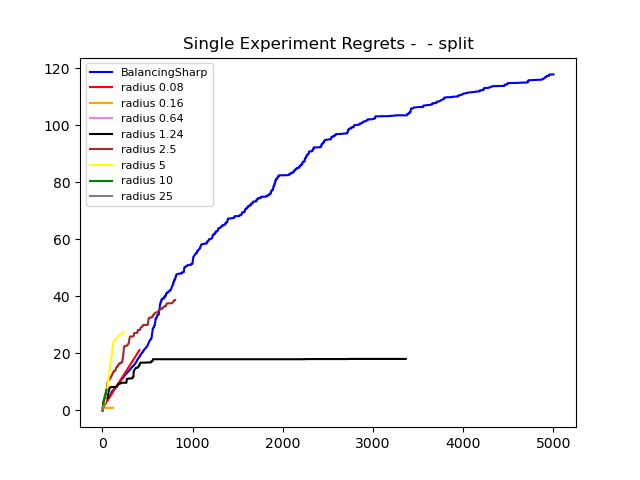 Single Experiment Regrets -  - split
120
100
80
60
40
20
0
BalancingSharp
radius 0.08
radius 0.16
radius 0.64
radius 1.24
radius 2.5
radius 5
radius 10
radius 25
0 1000 2000 3000 4000 5000